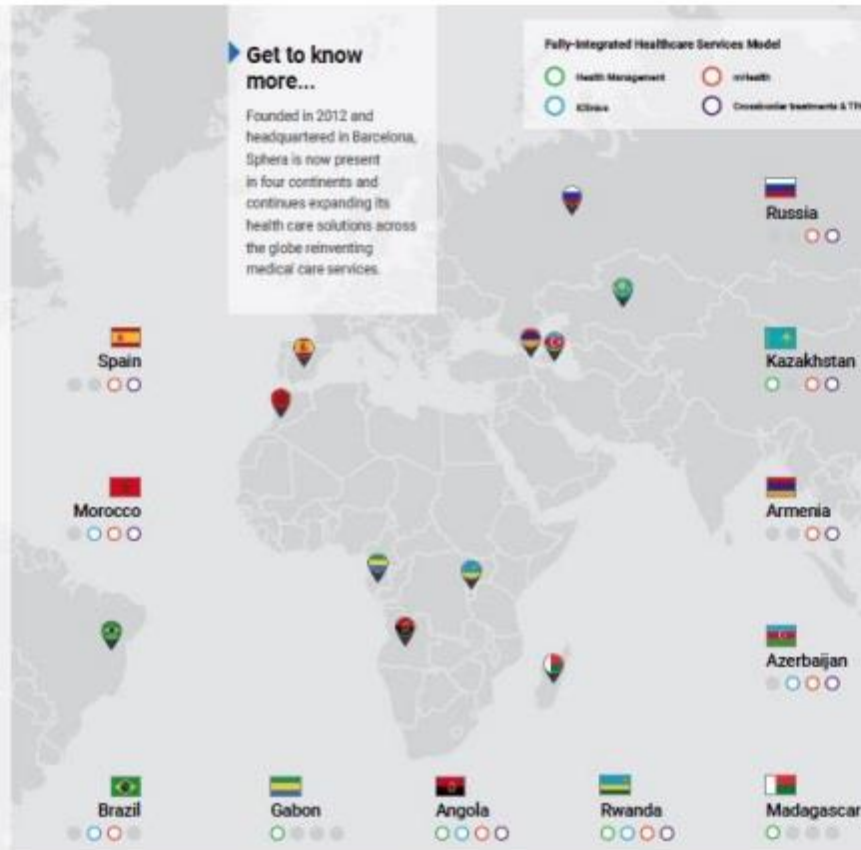 Get to know
more...
Founded in 2012 and
headquartered in Barcelona,
Sphera is now present
in four continents and
continues expanding its
health care solutions across
the globe reinventing
medical care services.
Fully-Integrated Healthcare Services Model
Health Management
mHealth
Crossborder treatments &
Russia
Spain
Kazakhstan
Morocco
Armenia
Azerbaijan
Brazil
Gabon
Angola
Rwanda
Madagascar